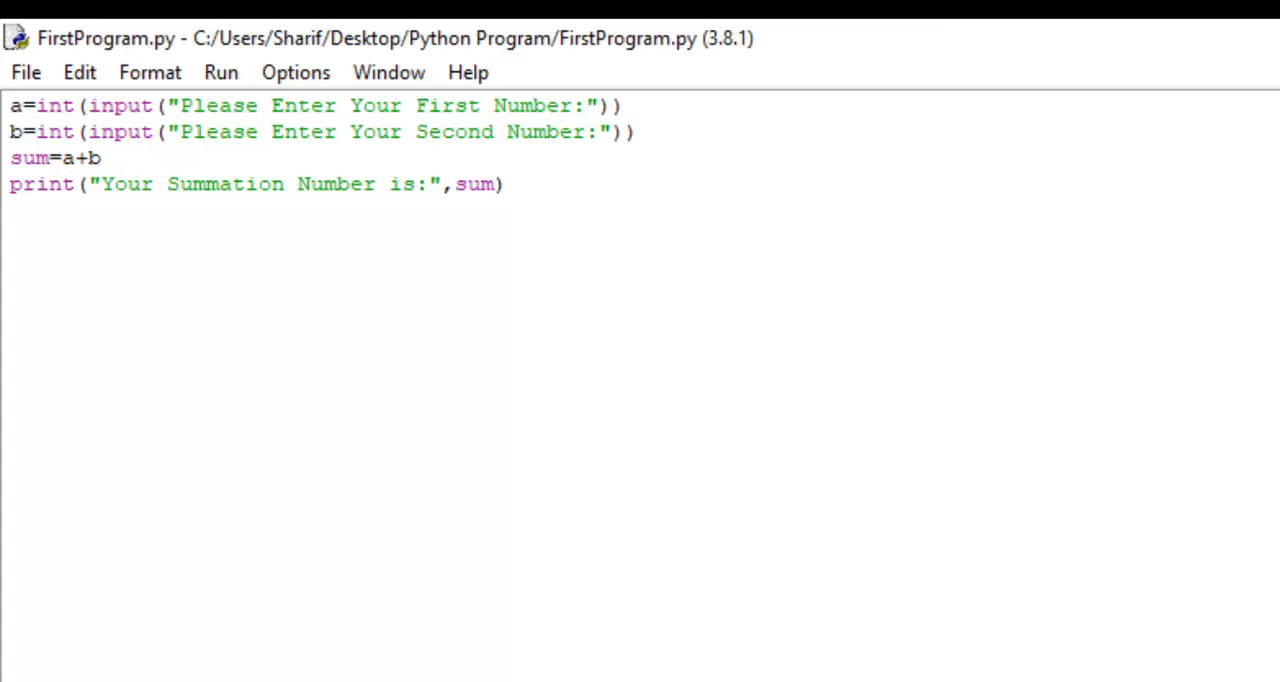 FirstProgram.py - C:/Users/Sharif/Desktop/Python Program/FirstProgram.py (3.8.1)
File Edit Format Run Options Window Help
a=int(input("Please Enter Your First Number:"))
b=int(input("Please Enter Your Second Number:"))
sum=a+b
print("Your Summation Number is:",sum)